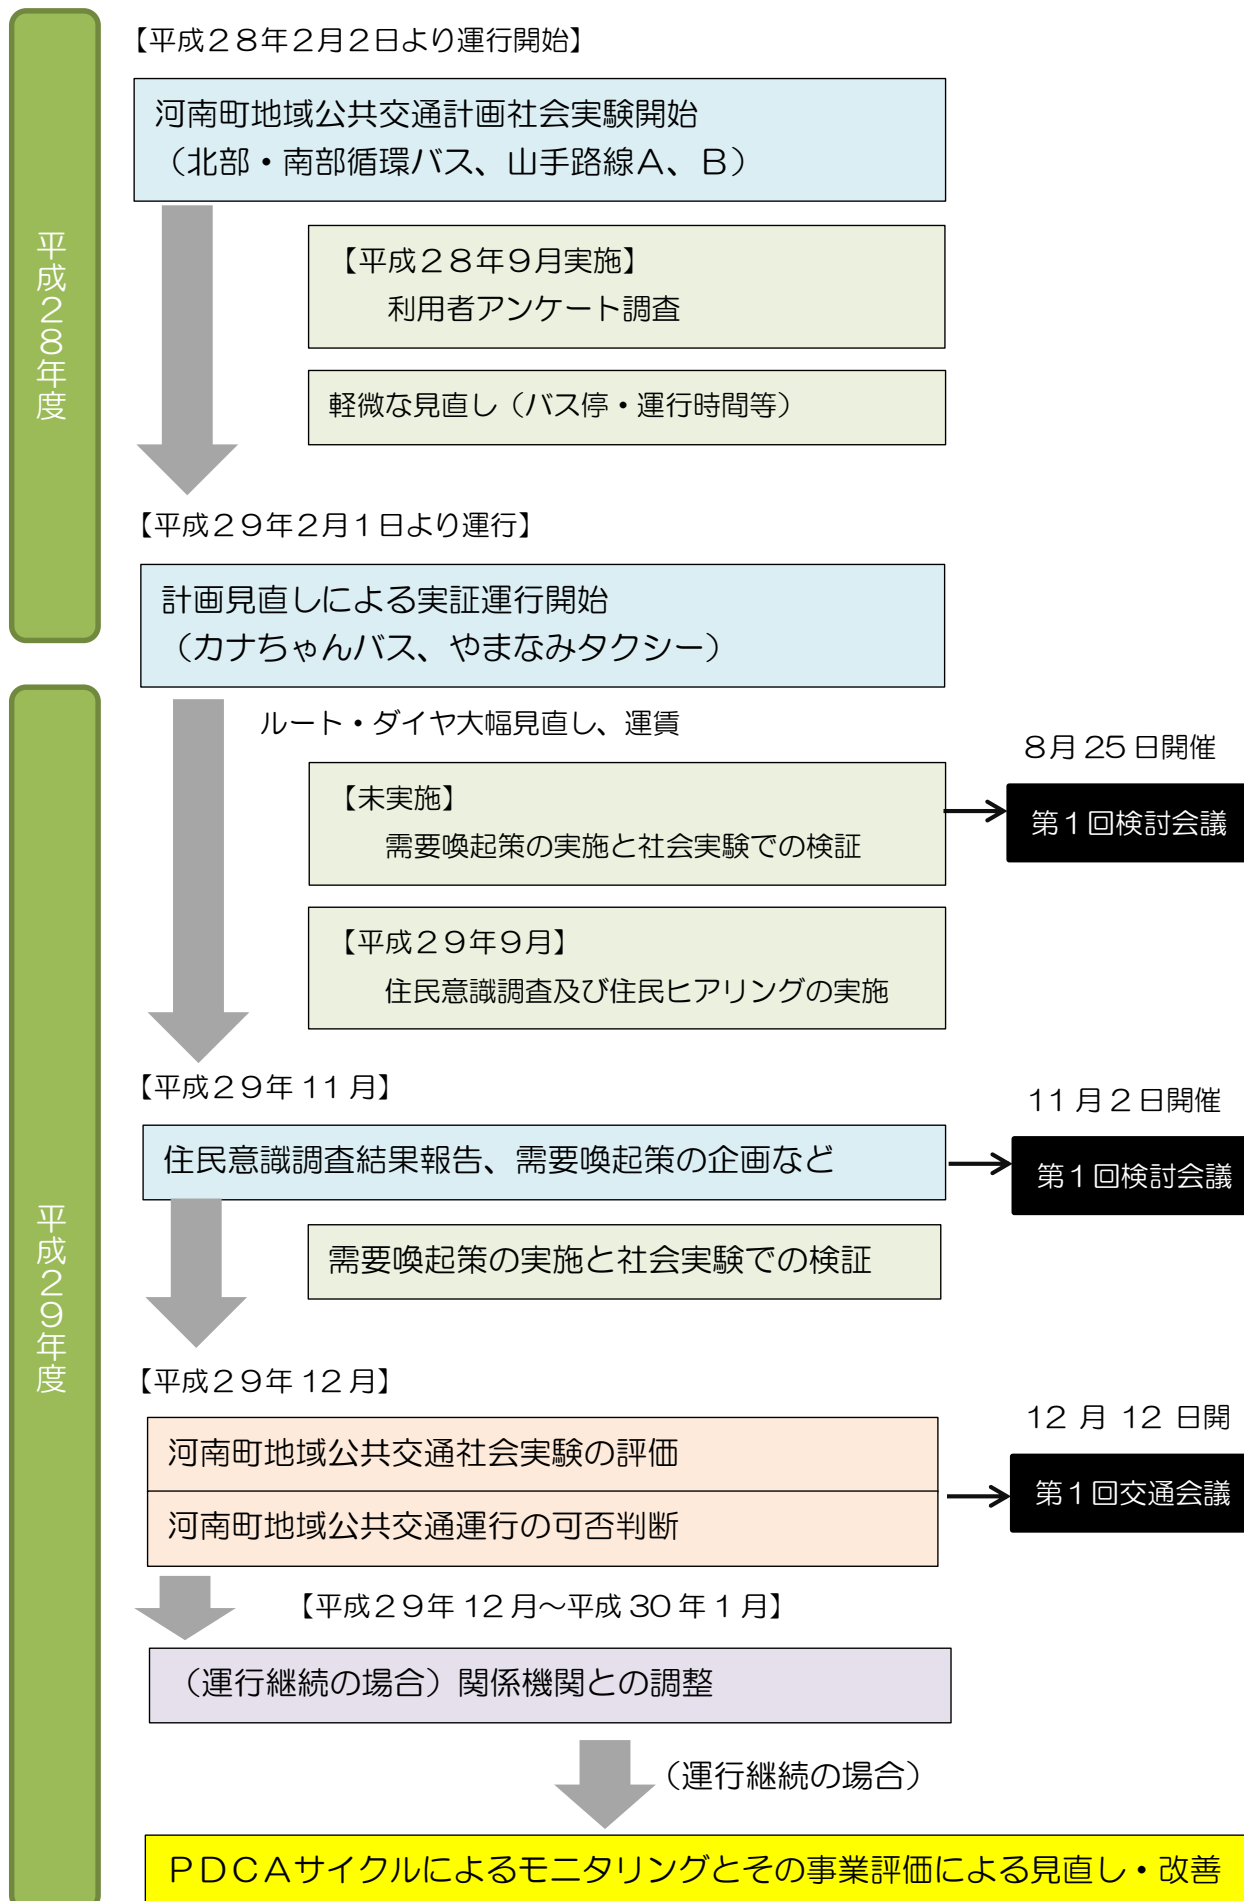 平成２８年度
【平成２８年２月２日より運行開始】
河南町地域公共交通計画社会実験開始
（北部・南部循環バス、山手路線Ａ、Ｂ）
【平成２８年９月実施】
利用者アンケート調査
軽微な見直し（バス停・運行時間等）
【平成２９年２月１日より運行】
計画見直しによる実証運行開始
（カナちゃんバス、やまなみタクシー）
平成２９年度
ルート・ダイヤ大幅見直し、運賃
【未実施】
需要喚起策の実施と社会実験での検証
８月 25 日開催
第１回検討会議
【平成２９年９月】
住民意識調査及び住民ヒアリングの実施
【平成２９年 11 月】
住民意識調査結果報告、需要喚起策の企画など
11 月２日開催
第１回検討会議
需要喚起策の実施と社会実験での検証
【平成２９年 12 月】
河南町地域公共交通社会実験の評価
河南町地域公共交通運行の可否判断
12 月 12 日開
第１回交通会議
【平成２９年 12 月～平成 30 年１月】
（運行継続の場合）関係機関との調整
（運行継続の場合）
ＰＤＣＡサイクルによるモニタリングとその事業評価による見直し・改善